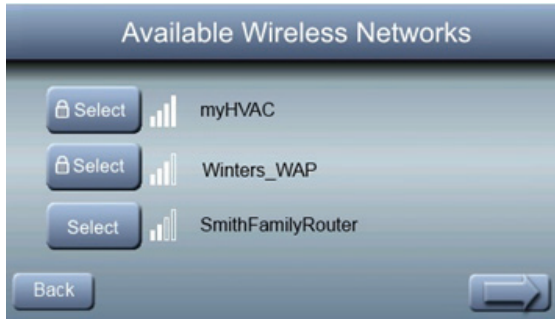 Available Wireless Networks
Select myHVAC
Select Winters_WAP
Select SmithFamilyRouter
Back